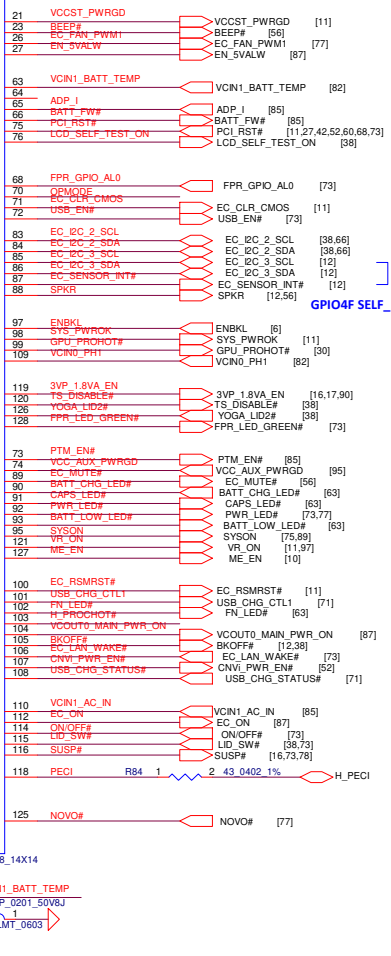 21 VCCST_PWRGD VCCST_PWRGD [11]
23 BEEP# BEEP# [56]
26 EC_FAN_PWM1 EC_FAN_PWM1 [77]
27 EN_5VALW EN_5VALW [87]
63 VCIN1_BATT_TEMP VCIN1_BATT_TEMP [82]
64
65 ADP_I ADP_I [85]
66 BATT_FW# BATT_FW# [85]
75 PCI_RST# PCI_RST# [11,27,42,52,60,68,73]
76 LCD_SELF_TEST_ON LCD_SELF_TEST_ON [38]
68 FPR_GPIO_AL0 FPR_GPIO_AL0 [73]
70 OPMODE
71 EC_CLR_CMOS EC_CLR_CMOS [11]
72 USB_EN# USB_EN# [73]
83 EC_I2C_2_SCL EC_I2C_2_SCL [38,66]
84 EC_I2C_2_SDA EC_I2C_2_SDA [38,66]
85 EC_I2C_3_SCL EC_I2C_3_SCL [12]
86 EC_I2C_3_SDA EC_I2C_3_SDA [12]
87 EC_SENSOR_INT# EC_SENSOR_INT# [12]
88 SPKR SPKR [12,56]
GPIO4F SELF_
97 ENBKL ENBKL [6]
98 SYS_PWROK SYS_PWROK [11]
99 GPU_PROHOT# GPU_PROHOT# [30]
109 VCIN0_PH1 VCIN0_PH1 [82]
119 3VP_1.8VA_EN 3VP_1.8VA_EN [16,17,90]
120 TS_DISABLE# TS_DISABLE# [38]
126 YOGA_LID2# YOGA_LID2# [38]
128 FPR_LED_GREEN# FPR_LED_GREEN# [73]
73 PTM_EN# PTM_EN# [85]
74 VCC_AUX_PWRGD VCC_AUX_PWRGD [95]
89 EC_MUTE# EC_MUTE# [56]
90 BATT_CHG_LED# BATT_CHG_LED# [63]
91 CAPS_LED# CAPS_LED# [63]
92 PWR_LED# PWR_LED# [73,77]
93 BATT_LOW_LED# BATT_LOW_LED# [63]
95 SYSON SYSON [75,89]
121 VR_ON VR_ON [11,97]
127 ME_EN ME_EN [10]
100 EC_RSMRST# EC_RSMRST# [11]
101 USB_CHG_CTL1 USB_CHG_CTL1 [71]
102 FN_LED# FN_LED# [63]
103 H_PROCHOT#
104 VCOUT0_MAIN_PWR_ON VCOUT0_MAIN_PWR_ON [87]
105 BKOFF# BKOFF# [12,38]
106 EC_LAN_WAKE# EC_LAN_WAKE# [73]
107 CNVi_PWR_EN# CNVi_PWR_EN# [52]
108 USB_CHG_STATUS# USB_CHG_STATUS# [71]
110 VCIN1_AC_IN VCIN1_AC_IN [85]
112 EC_ON EC_ON [87]
114 ON/OFF# ON/OFF# [73]
115 LID_SW# LID_SW# [38,73]
116 SUSP# SUSP# [16,73,78]
118 PECI R84 1 2 43_0402_1% H_PECI
125 NOVO# NOVO# [77]
8_14X14
N1_BATT_TEMP
P_0201_50V8J
1
LMT_0603